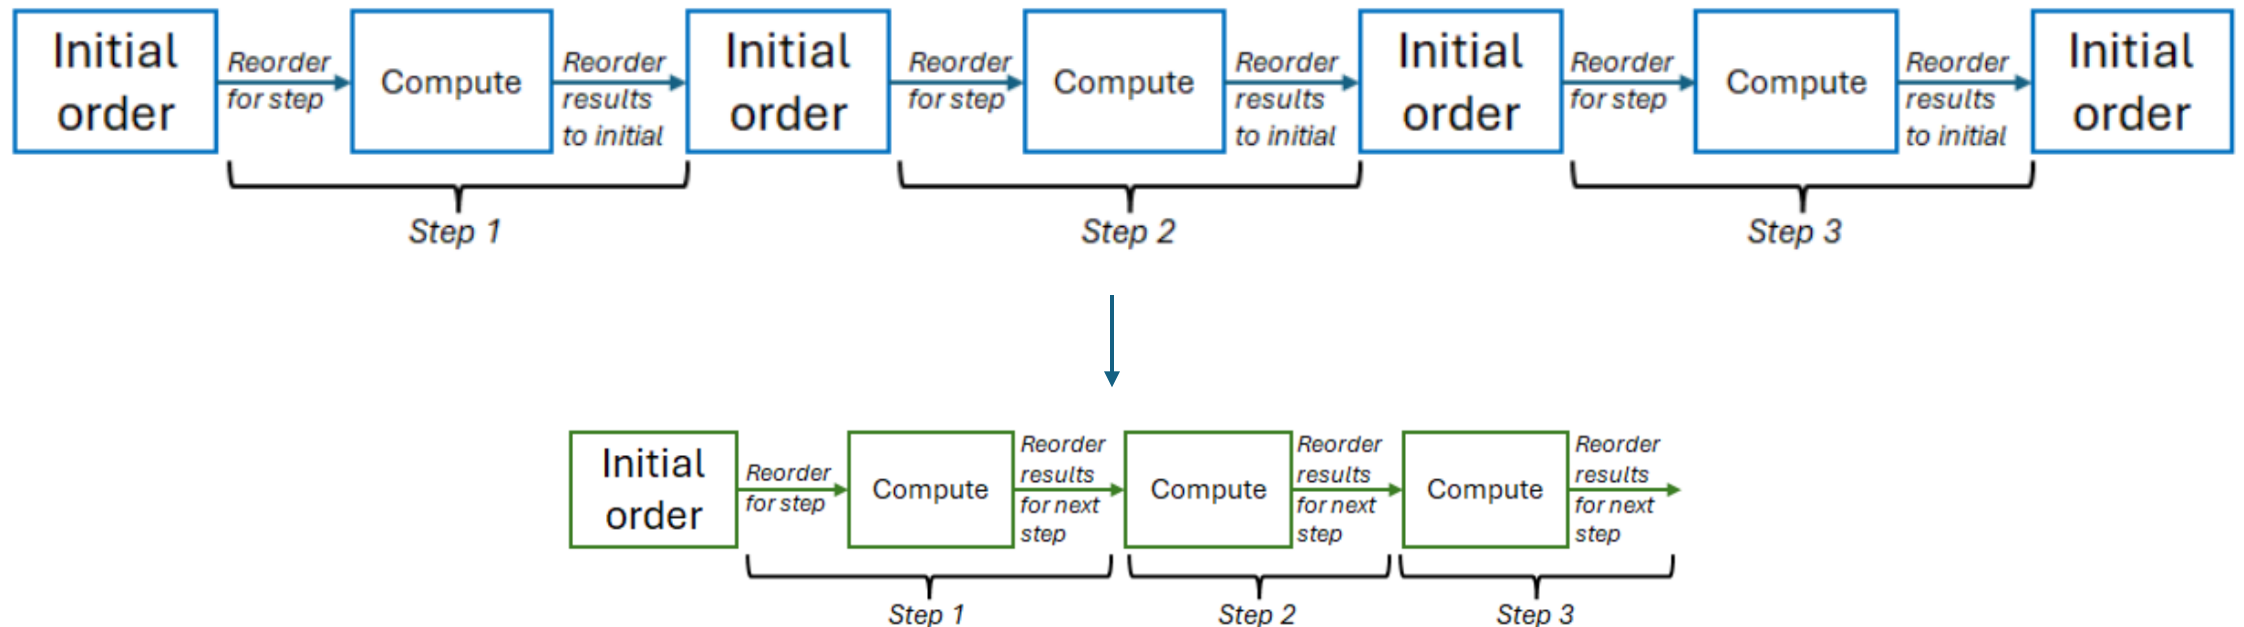 Initial
order
Reorder
for step
Compute
Reorder
results
to initial
Initial
order
Reorder
for step
Compute
Reorder
results
to initial
Initial
order
Reorder
for step
Compute
Reorder
results
to initial
Initial
order
Step 1
Step 2
Step 3
Initial
order
Reorder
for step
Compute
Reorder
results
for next
step
Compute
Reorder
results
for next
step
Compute
Reorder
results
for next
step
Step 1
Step 2
Step 3